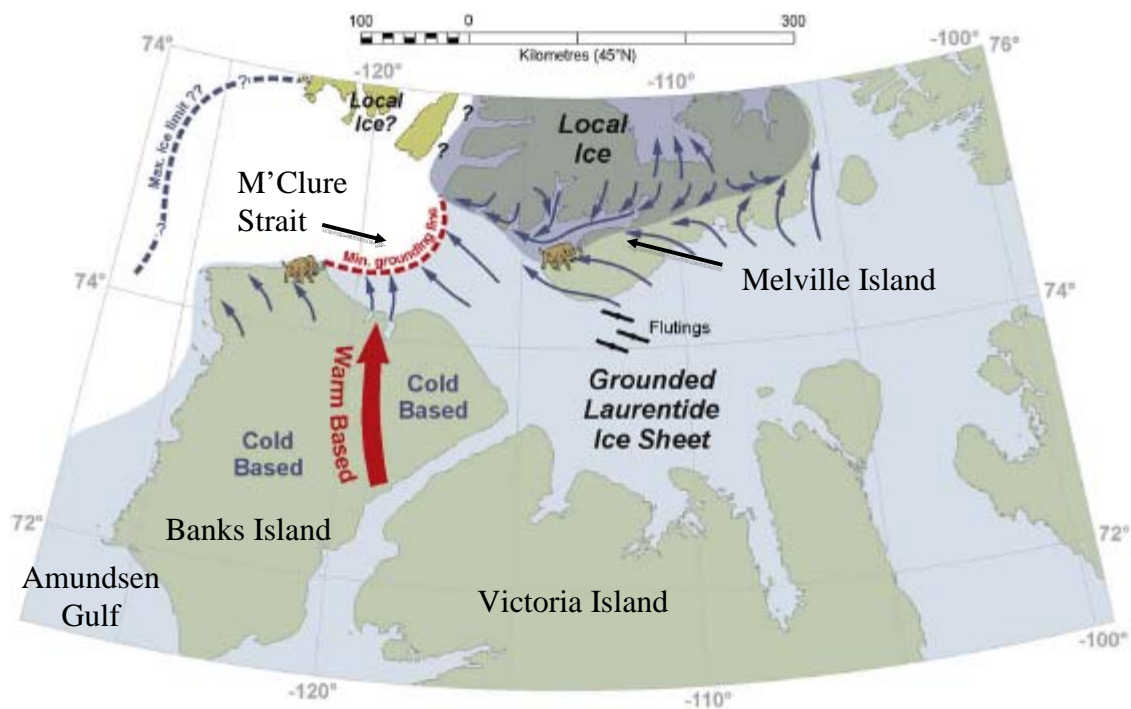 100
0
300
Kilometres (45°N)
74°
-120°
-110°
-100°
76°
Max. ice limit ??
?
Local
Ice?
?
?
Local
Ice
M'Clure
Strait
Min. grounding line
Melville Island
74°
74°
Flutings
Warm Based
Cold
Based
Cold
Based
Grounded
Laurentide
Ice Sheet
72°
Banks Island
72°
Amundsen
Gulf
Victoria Island
-100°
-120°
-110°